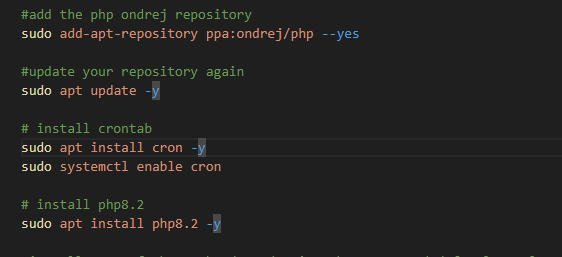 #add the php ondrej repository
sudo add-apt-repository ppa:ondrej/php --yes
#update your repository again
sudo apt update -y
# install crontab
sudo apt install cron -y
sudo systemctl enable cron
# install php8.2
sudo apt install php8.2 -y